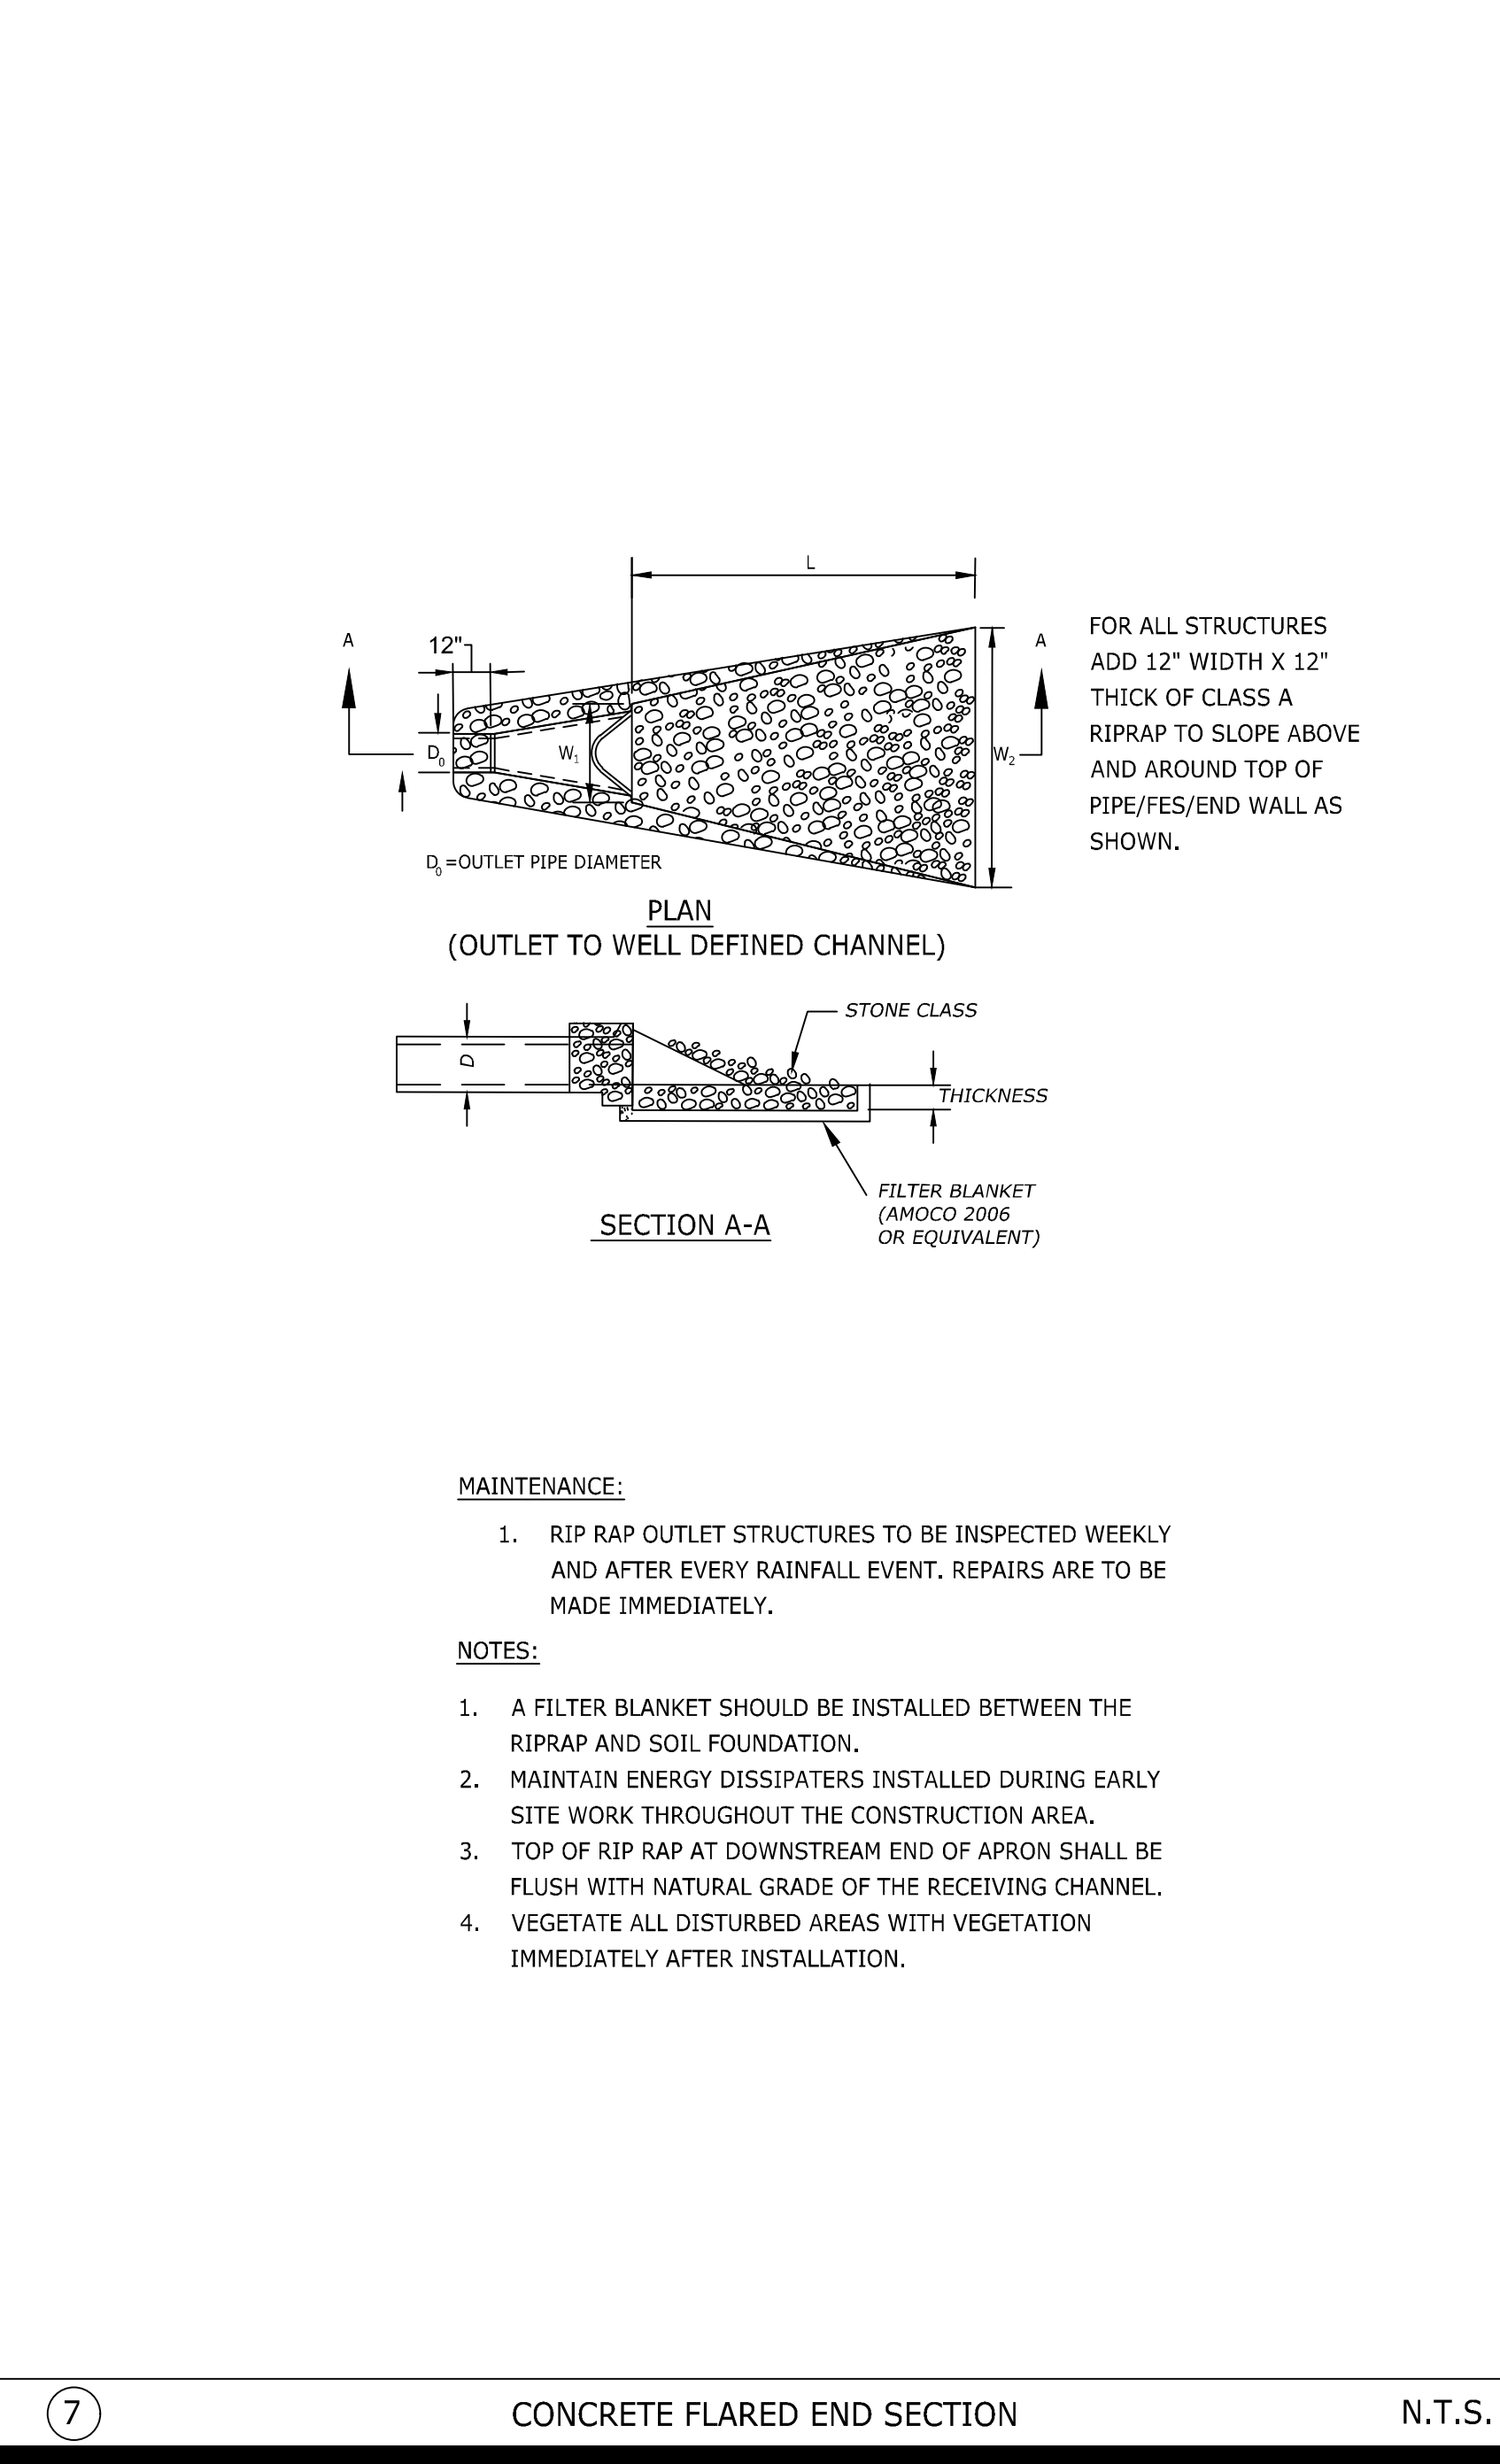 L
A
12"
A
FOR ALL STRUCTURES
ADD 12" WIDTH X 12"
THICK OF CLASS A
RIPRAP TO SLOPE ABOVE
AND AROUND TOP OF
PIPE/FES/END WALL AS
SHOWN.
D0
W1
W2
D0 =OUTLET PIPE DIAMETER
PLAN
(OUTLET TO WELL DEFINED CHANNEL)
STONE CLASS
D
THICKNESS
FILTER BLANKET
(AMOCO 2006
OR EQUIVALENT)
SECTION A-A
MAINTENANCE:
1. RIP RAP OUTLET STRUCTURES TO BE INSPECTED WEEKLY
AND AFTER EVERY RAINFALL EVENT. REPAIRS ARE TO BE
MADE IMMEDIATELY.
NOTES:
1. A FILTER BLANKET SHOULD BE INSTALLED BETWEEN THE
RIPRAP AND SOIL FOUNDATION.
2. MAINTAIN ENERGY DISSIPATERS INSTALLED DURING EARLY
SITE WORK THROUGHOUT THE CONSTRUCTION AREA.
3. TOP OF RIP RAP AT DOWNSTREAM END OF APRON SHALL BE
FLUSH WITH NATURAL GRADE OF THE RECEIVING CHANNEL.
4. VEGETATE ALL DISTURBED AREAS WITH VEGETATION
IMMEDIATELY AFTER INSTALLATION.
7
CONCRETE FLARED END SECTION
N.T.S.